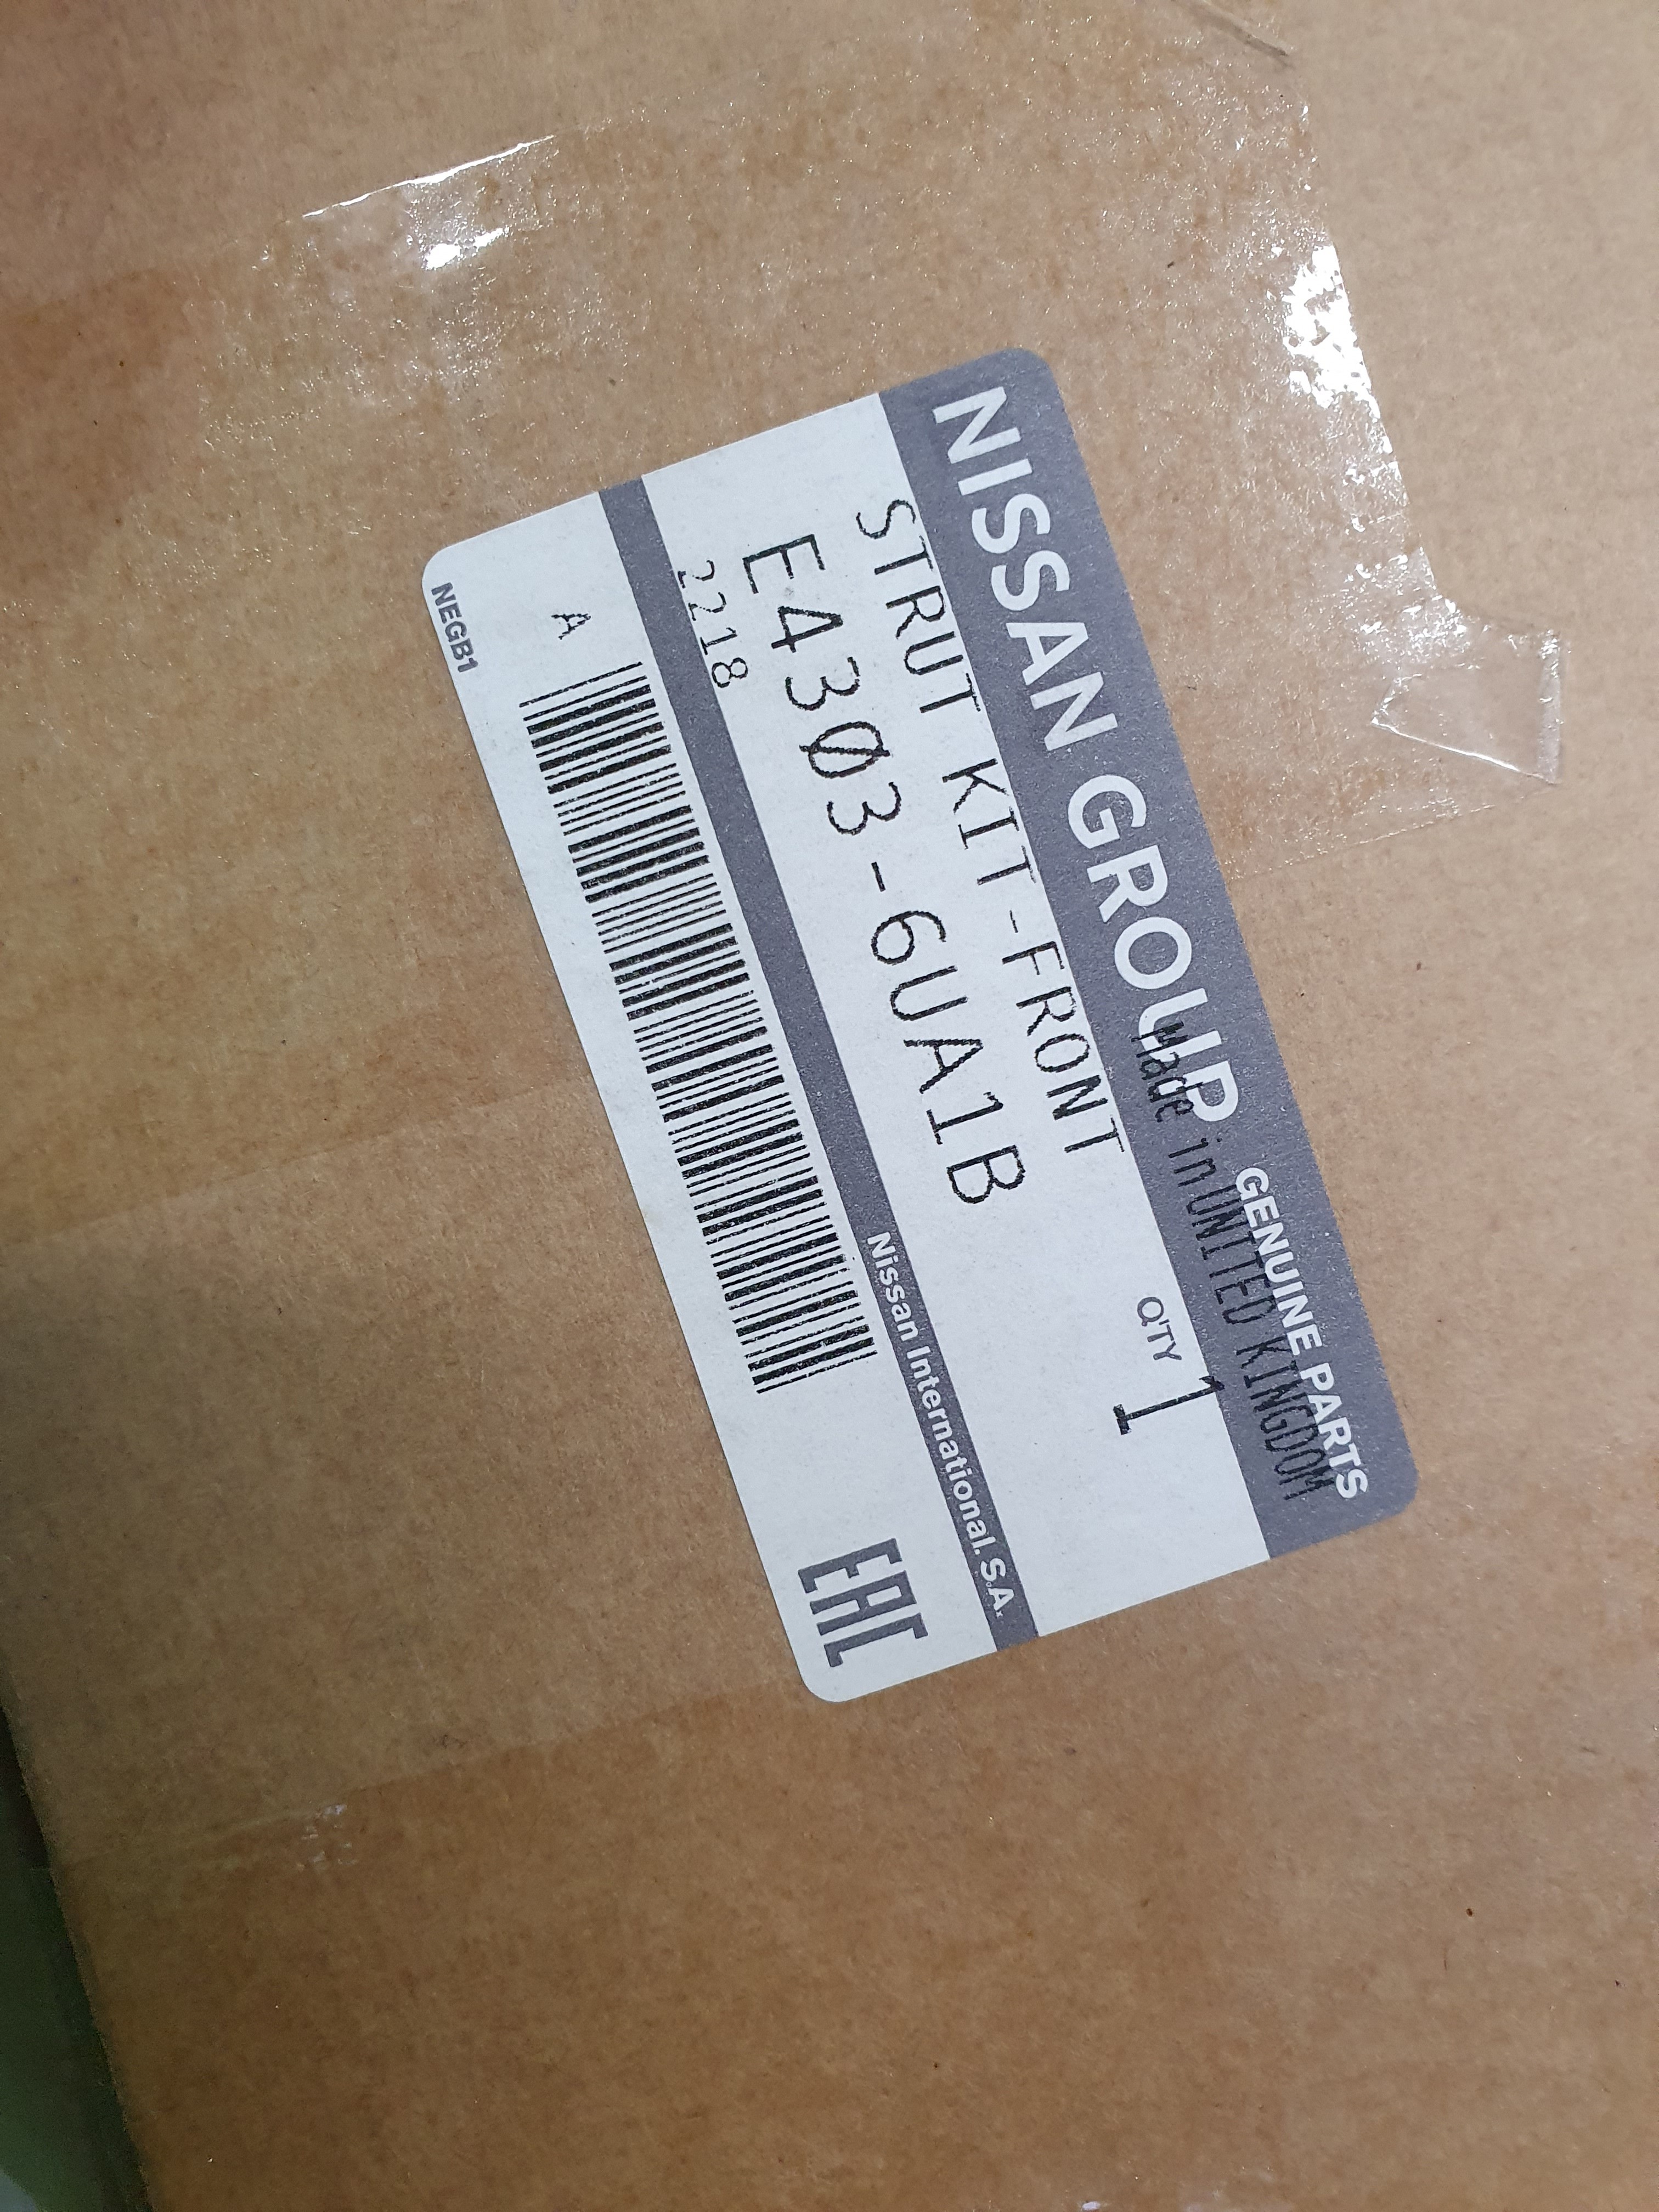 NISSAN GROUP GENUINE PARTS
Made in UNITED KINGDOM
STRUT KIT-FRONT
QTY 1
E4303-6UA1B
2218
Nissan International. S.A.
A
EAC
NEGB1